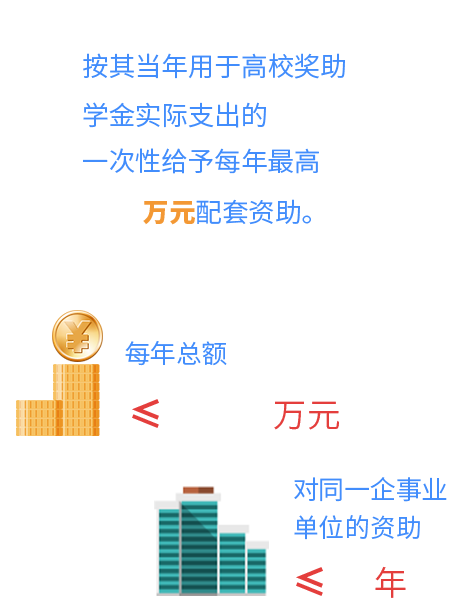 按其当年用于高校奖助
学金实际支出的
一次性给予每年最高
万元配套资助。
¥
每年总额
≤ 万元
对同一企事业
单位的资助
≤ 年